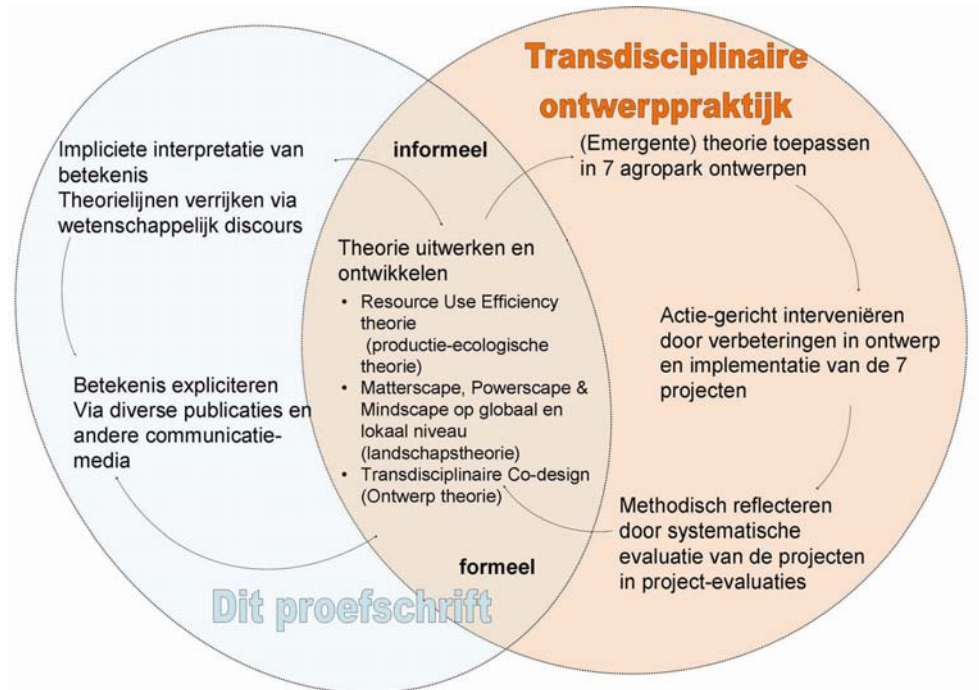 Transdisciplinaire
ontwerppraktijk
Impliciete interpretatie van
betekenis
Theorielijnen verrijken via
wetenschappelijk discours
informeel
(Emergente) theorie toepassen
in 7 agropark ontwerpen
Theorie uitwerken en
ontwikkelen
• Resource Use Efficiency
theorie
(productie-ecologische
theorie)
• Matterscape, Powerscape &
Mindscape op globaal en
lokaal niveau
(landschapstheorie)
• Transdisciplinaire Co-design
(Ontwerp theorie)
Actie-gericht interveniëren
door verbeteringen in ontwerp
en implementatie van de 7
projecten
Betekenis expliciteren
Via diverse publicaties en
andere communicatie-
media
Methodisch reflecteren
door systematische
evaluatie van de projecten
in project-evaluaties
formeel
Dit proefschrift